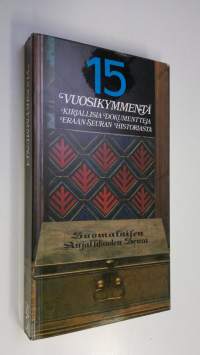 15
VUOSIKYMMENTÄ
KIRJALLISIA DOKUMENTTEJA
ERÄÄN SEURAN HISTORIASTA
Suomalaisen
Kirjallisuuden Seura